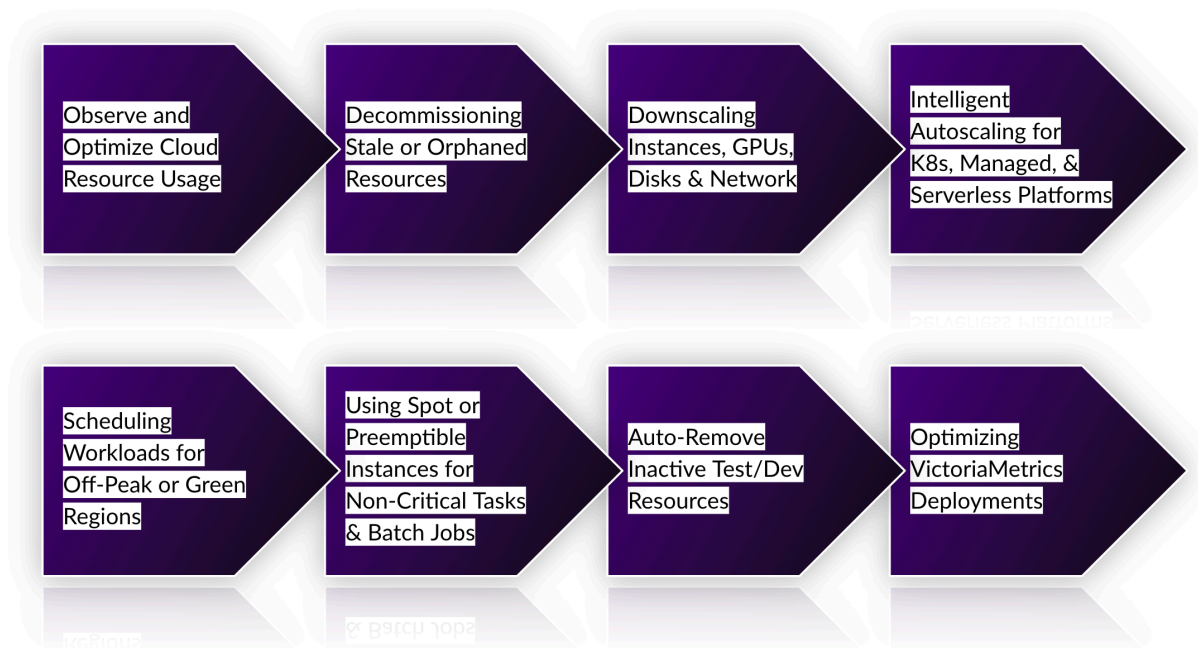 Observe and
Optimize Cloud
Resource Usage
Decommissioning
Stale or Orphaned
Resources
Downscaling
Instances, GPUs,
Disks & Network
Intelligent
Autoscaling for
K8s, Managed, &
Serverless Platforms
Scheduling
Workloads for
Off-Peak or Green
Regions
Using Spot or
Preemptible
Instances for
Non-Critical Tasks
& Batch Jobs
Auto-Remove
Inactive Test/Dev
Resources
Optimizing
VictoriaMetrics
Deployments